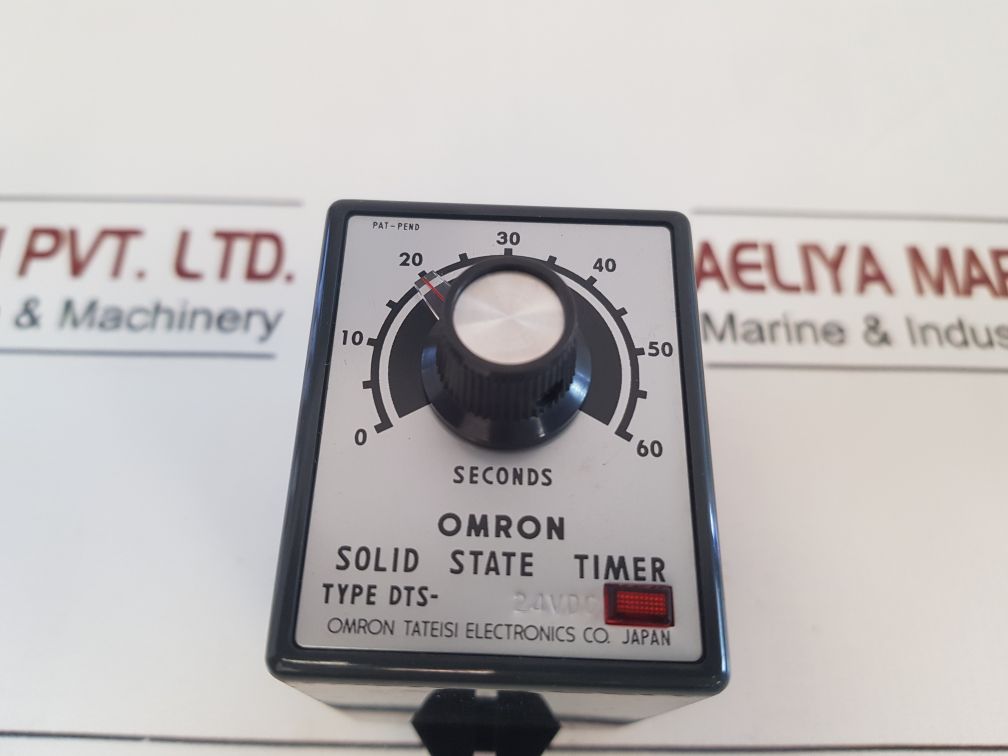 PAT-PEND
0 10 20 30 40 50 60
SECONDS
OMRON
SOLID STATE TIMER
TYPE DTS- 24VDC
OMRON TATEISI ELECTRONICS CO. JAPAN
PVT. LTD.
& Machinery
AELIYA MAR
Marine & Indus